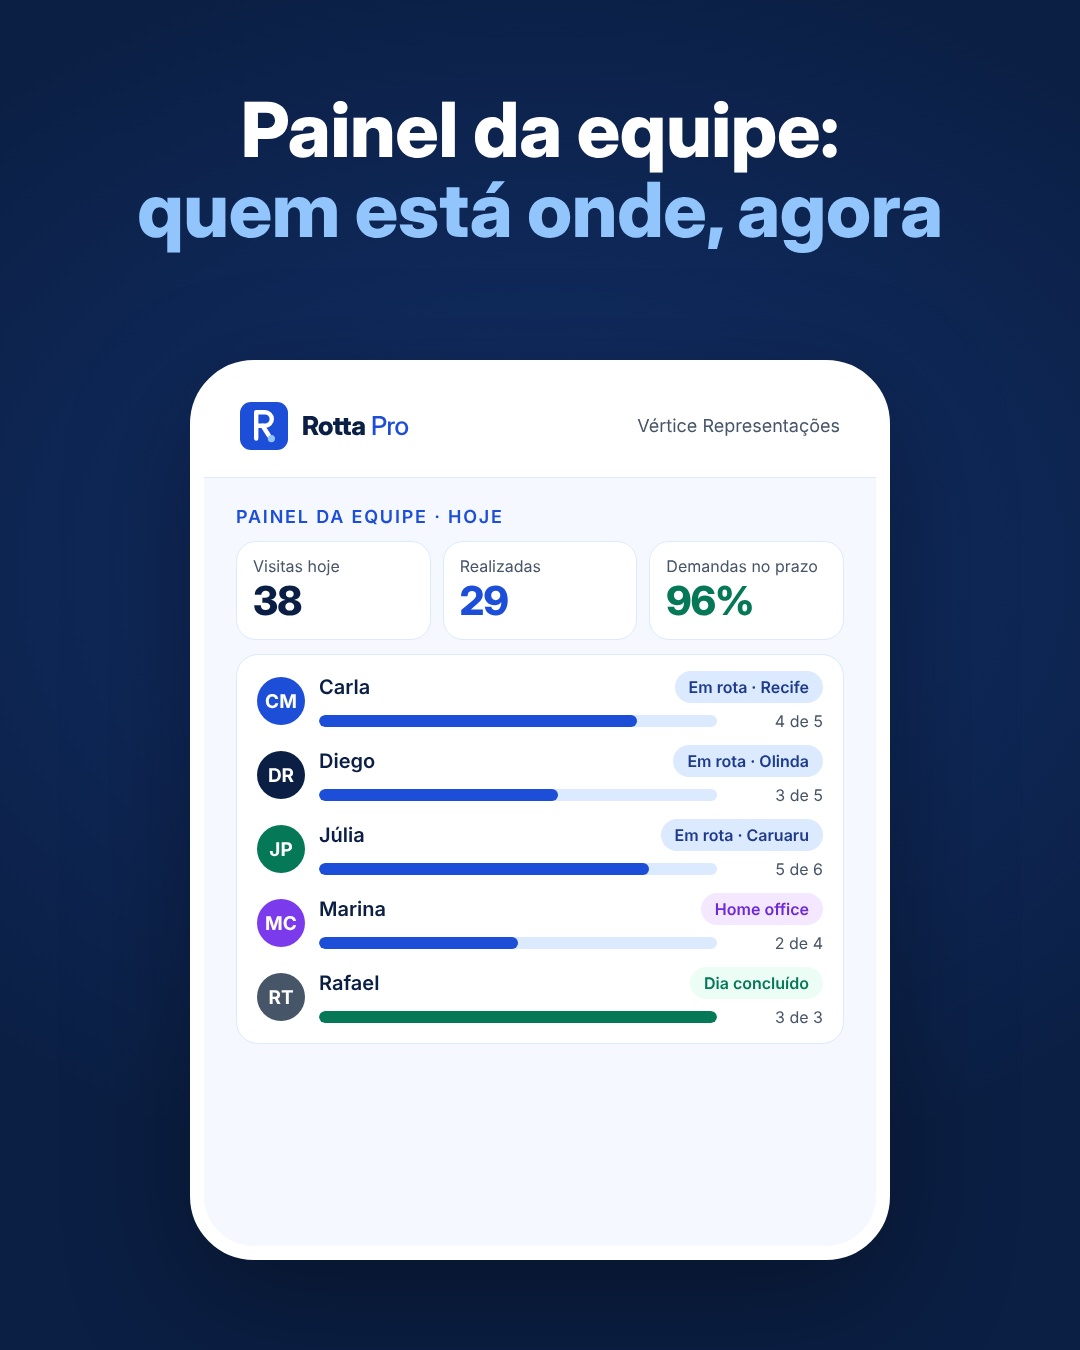 Painel da equipe:
quem está onde, agora
R
Rotta Pro
Vértice Representações
PAINEL DA EQUIPE · HOJE
Visitas hoje
38
Realizadas
29
Demandas no prazo
96%
CM
Carla
Em rota · Recife
4 de 5
DR
Diego
Em rota · Olinda
3 de 5
JP
Júlia
Em rota · Caruaru
5 de 6
MC
Marina
Home office
2 de 4
RT
Rafael
Dia concluído
3 de 3